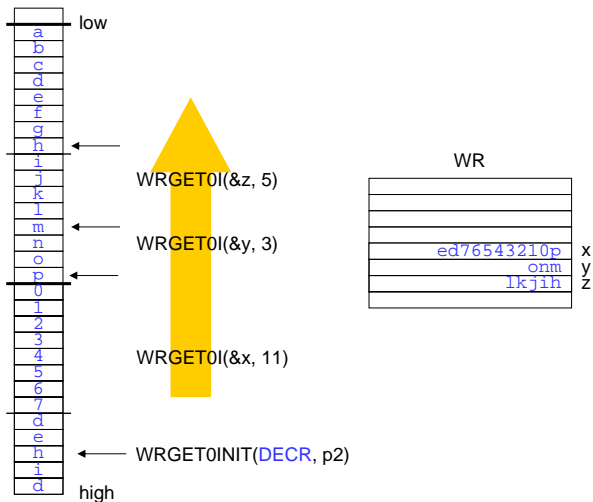 low
a
b
c
d
e
f
g
h
i
j
k
l
m
n
o
p
0
1
2
3
4
5
6
7
d
e
h
i
d
high
WRGET0I(&z, 5)
WRGET0I(&y, 3)
WRGET0I(&x, 11)
WRGET0INIT(DECR, p2)
WR
ed76543210p x
onm y
lkjih z